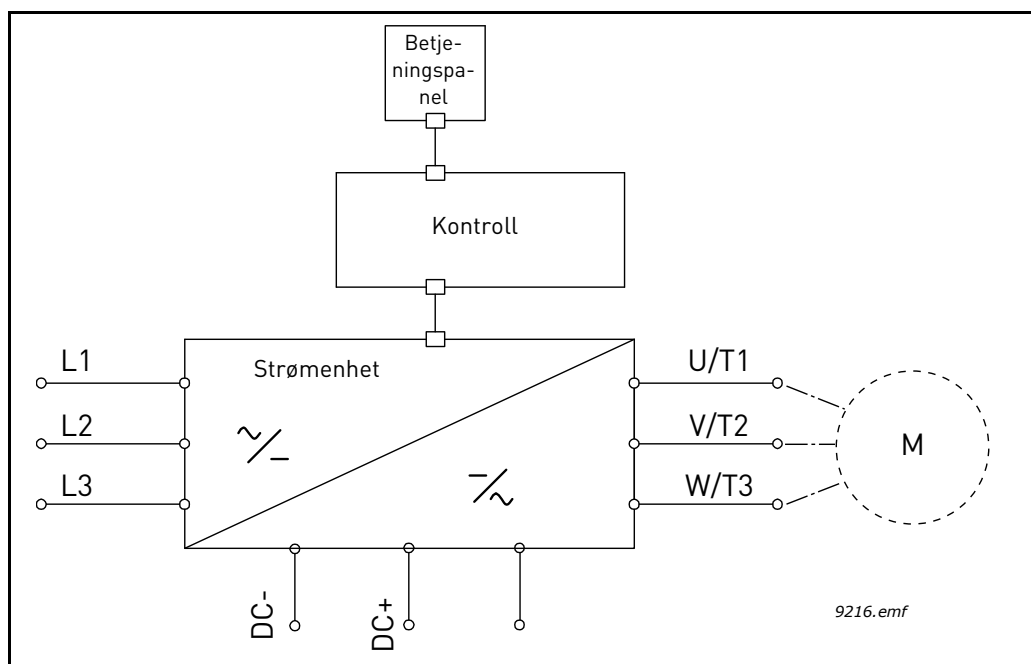 Betje-
ningspa-
nel
Kontroll
Strømenhet
L1
L2
L3
U/T1
V/T2
W/T3
M
DC-
DC+
9216.emf